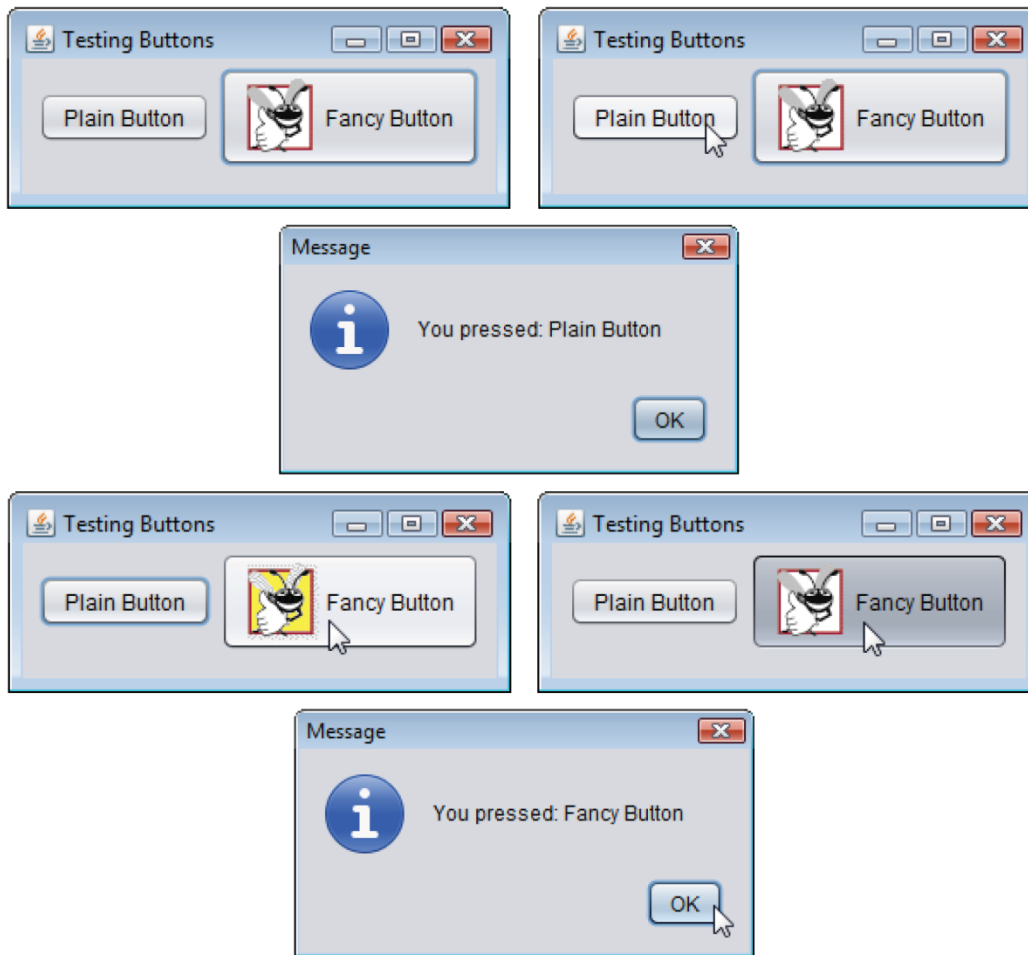 Testing Buttons
Plain Button
Fancy Button
Testing Buttons
Plain Button
Fancy Button
Message
You pressed: Plain Button
OK
Testing Buttons
Plain Button
Fancy Button
Testing Buttons
Plain Button
Fancy Button
Message
You pressed: Fancy Button
OK